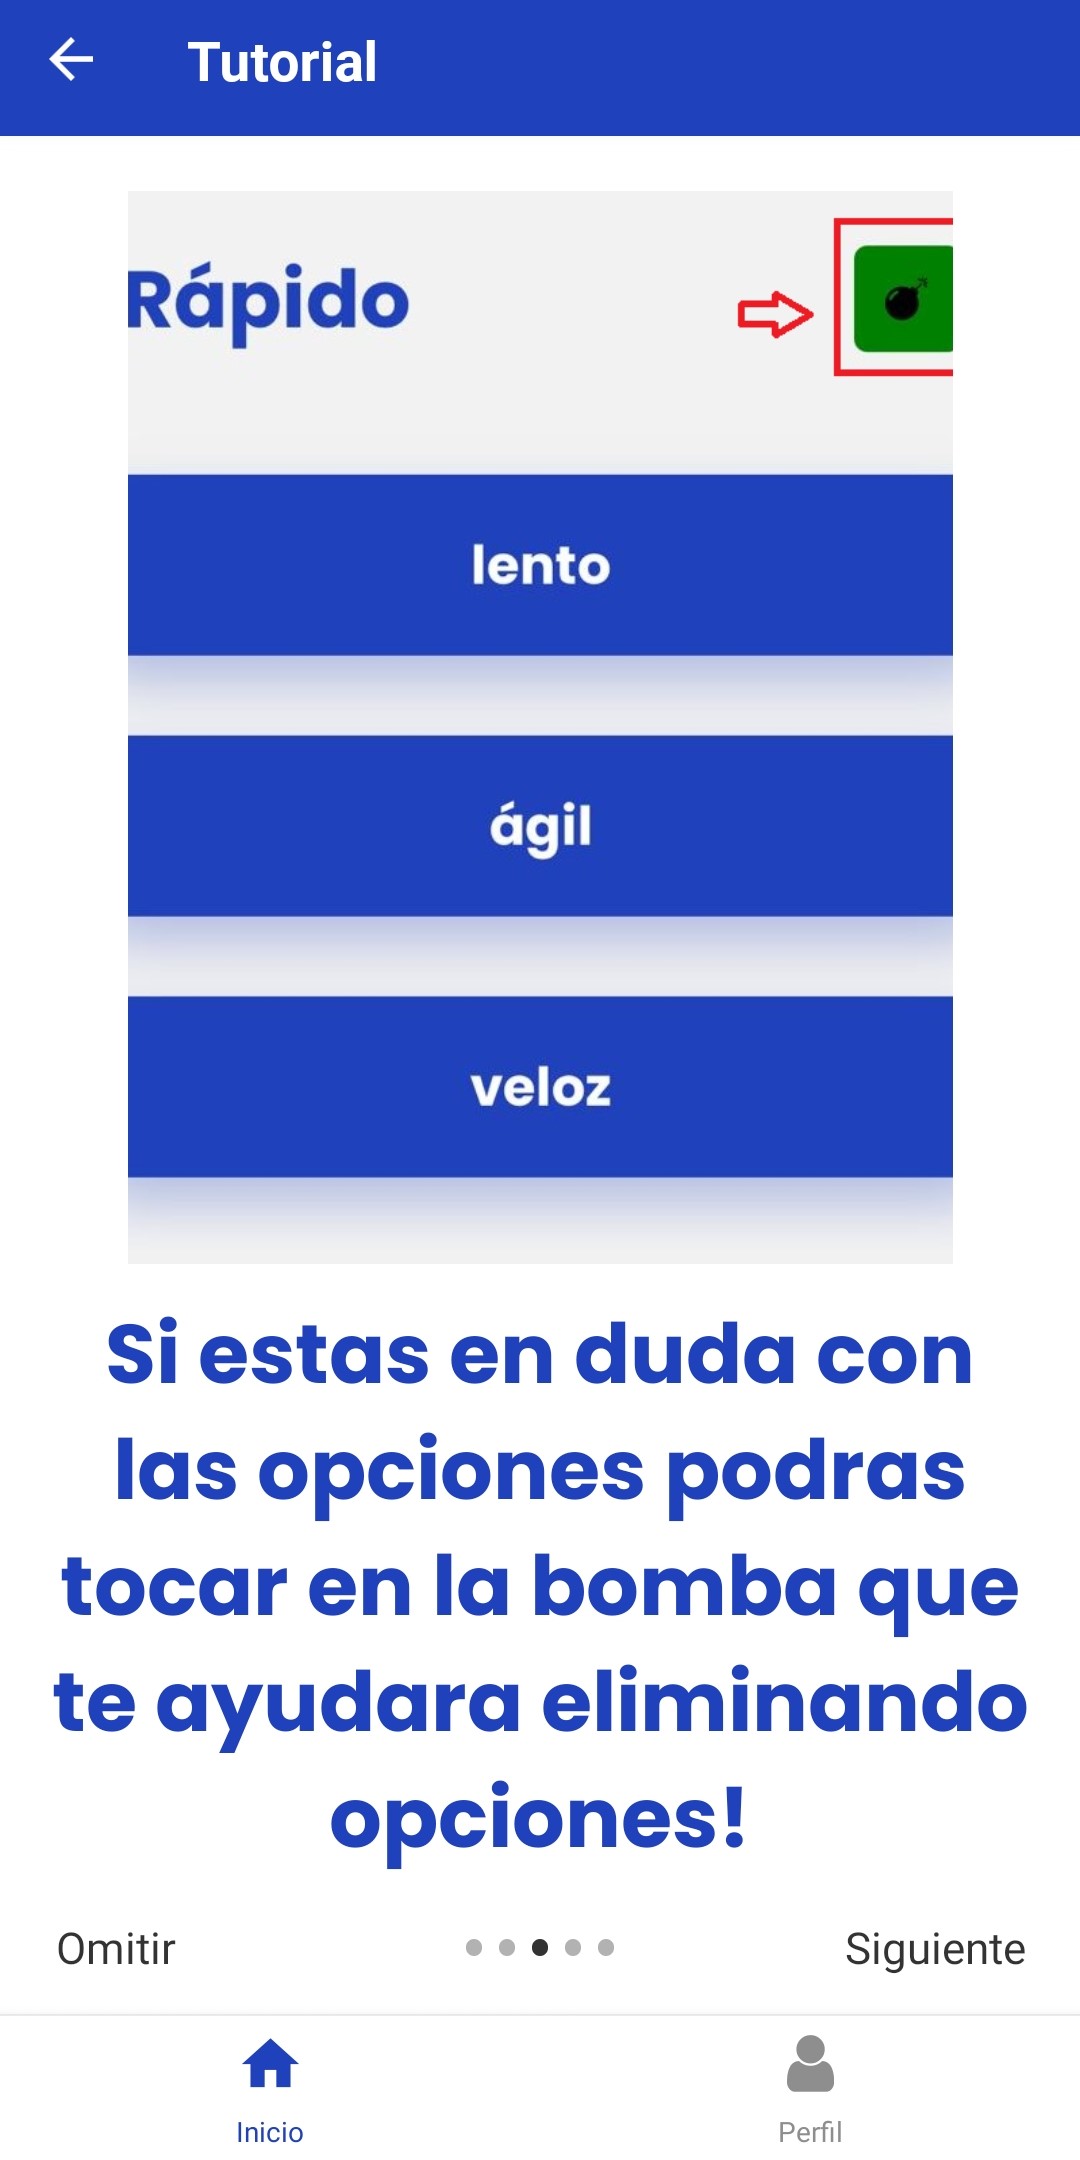 Tutorial
Rápido
lento
ágil
veloz
Si estas en duda con
las opciones podras
tocar en la bomba que
te ayudara eliminando
opciones!
Omitir
Siguiente
Inicio
Perfil